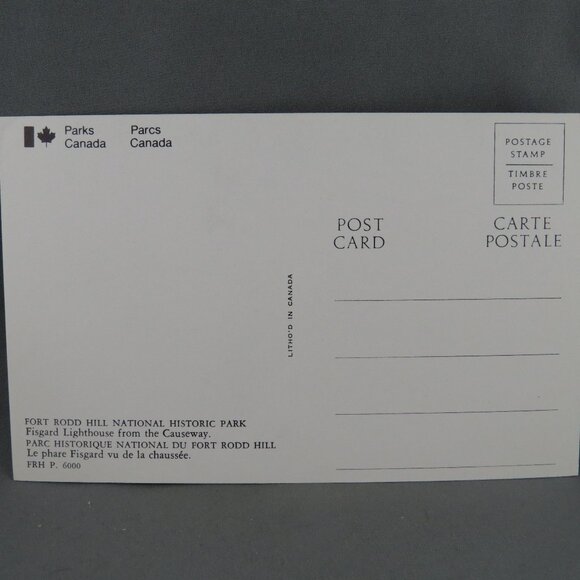 Parks Canada
Parcs Canada
POSTAGE
STAMP
TIMBRE
POSTE
POST
CARD
CARTE
POSTALE
LITHO'D IN CANADA
FORT RODD HILL NATIONAL HISTORIC PARK
Fisgard Lighthouse from the Causeway.
PARC HISTORIQUE NATIONAL DU FORT RODD HILL
Le phare Fisgard vu de la chaussée.
FRH P. 6000